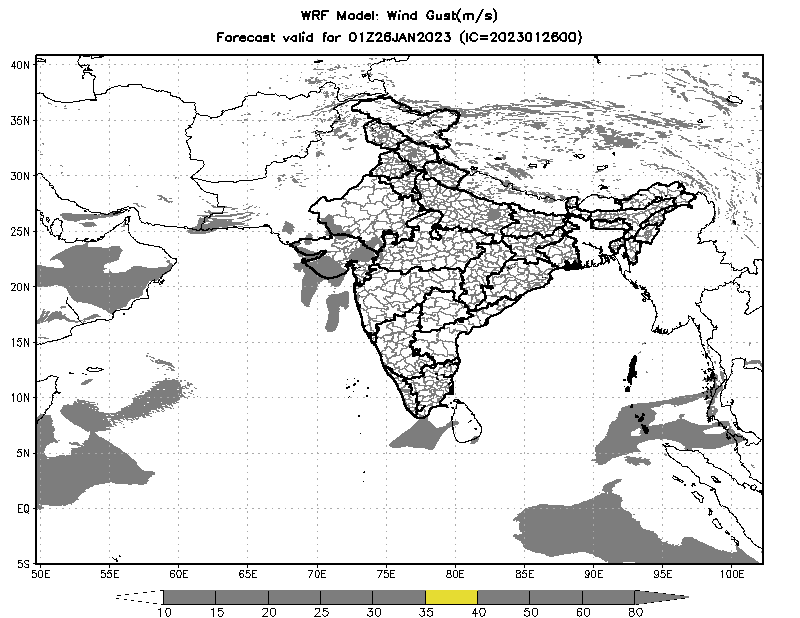 WRF Model: Wind Gust(m/s)
Forecast valid for 01Z26JAN2023 (IC=2023012600)
40N
35N
30N
25N
20N
15N
10N
5N
EQ
5S
50E 55E 60E 65E 70E 75E 80E 85E 90E 95E 100E
10 15 20 25 30 35 40 50 60 80